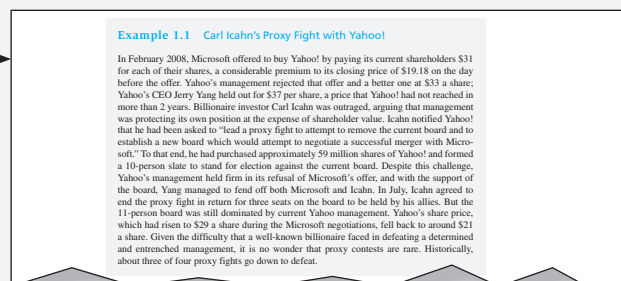 Example 1.1 Carl Icahn's Proxy Fight with Yahoo!
In February 2008, Microsoft offered to buy Yahoo! by paying its current shareholders $31
for each of their shares, a considerable premium to its closing price of $19.18 on the day
before the offer. Yahoo's management rejected that offer and a better one at $33 a share;
Yahoo's CEO Jerry Yang held out for $37 per share, a price that Yahoo! had not reached in
more than 2 years. Billionaire investor Carl Icahn was outraged, arguing that management
was protecting its own position at the expense of shareholder value. Icahn notified Yahoo!
that he had been asked to “lead a proxy fight to attempt to remove the current board and to
establish a new board which would attempt to negotiate a successful merger with Micro-
soft.” To that end, he had purchased approximately 59 million shares of Yahoo! and formed
a 10-person slate to stand for election against the current board. Despite this challenge,
Yahoo's management held firm in its refusal of Microsoft's offer, and with the support of
the board, Yang managed to fend off both Microsoft and Icahn. In July, Icahn agreed to
end the proxy fight in return for three seats on the board to be held by his allies. But the
11-person board was still dominated by current Yahoo management. Yahoo's share price,
which had risen to $29 a share during the Microsoft negotiations, fell back to around $21
a share. Given the difficulty that a well-known billionaire faced in defeating a determined
and entrenched management, it is no wonder that proxy contests are rare. Historically,
about three of four proxy fights go down to defeat.